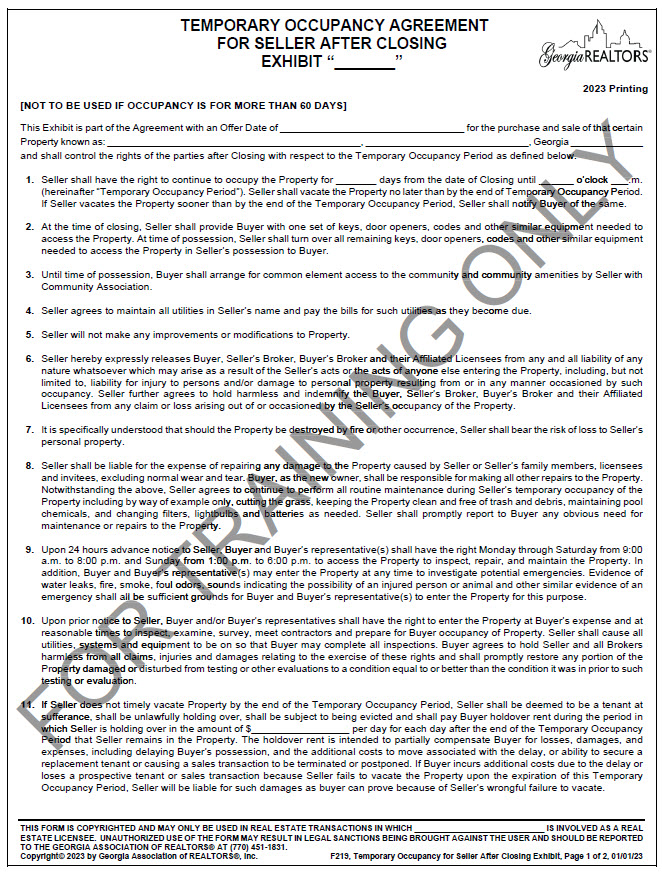 TEMPORARY OCCUPANCY AGREEMENT
FOR SELLER AFTER CLOSING
EXHIBIT “_______”
Georgia REALTORS®
2023 Printing
[NOT TO BE USED IF OCCUPANCY IS FOR MORE THAN 60 DAYS]
This Exhibit is part of the Agreement with an Offer Date of ________________________________ for the purchase and sale of that certain
Property known as: ____________________________________________, _____________________________, Georgia _____________
and shall control the rights of the parties after Closing with respect to the Temporary Occupancy Period as defined below.
1. Seller shall have the right to continue to occupy the Property for _______ days from the date of Closing until ______ o'clock ___.m.
(hereinafter “Temporary Occupancy Period”). Seller shall vacate the Property no later than by the end of Temporary Occupancy Period.
If Seller vacates the Property sooner than by the end of the Temporary Occupancy Period, Seller shall notify Buyer of the same.
2. At the time of closing, Seller shall provide Buyer with one set of keys, door openers, codes and other similar equipment needed to
access the Property. At time of possession, Seller shall turn over all remaining keys, door openers, codes and other similar equipment
needed to access the Property in Seller's possession to Buyer.
3. Until time of possession, Buyer shall arrange for common element access to the community and community amenities by Seller with
Community Association.
4. Seller agrees to maintain all utilities in Seller's name and pay the bills for such utilities as they become due.
5. Seller will not make any improvements or modifications to Property.
6. Seller hereby expressly releases Buyer, Seller's Broker, Buyer's Broker and their Affiliated Licensees from any and all liability of any
nature whatsoever which may arise as a result of the Seller's acts or the acts of anyone else entering the Property, including, but not
limited to, liability for injury to persons and/or damage to personal property resulting from or in any manner occasioned by such
occupancy. Seller further agrees to hold harmless and indemnify the Buyer, Seller's Broker, Buyer's Broker and their Affiliated
Licensees from any claim or loss arising out of or occasioned by the Seller's occupancy of the Property.
7. It is specifically understood that should the Property be destroyed by fire or other occurrence, Seller shall bear the risk of loss to Seller's
personal property.
8. Seller shall be liable for the expense of repairing any damage to the Property caused by Seller or Seller's family members, licensees
and invitees, excluding normal wear and tear. Buyer, as the new owner, shall be responsible for making all other repairs to the Property.
Notwithstanding the above, Seller agrees to continue to perform all routine maintenance during Seller's temporary occupancy of the
Property including by way of example only, cutting the grass, keeping the Property clean and free of trash and debris, maintaining pool
chemicals, and changing filters, lightbulbs and batteries as needed. Seller shall promptly report to Buyer any obvious need for
maintenance or repairs to the Property.
9. Upon 24 hours advance notice to Seller, Buyer and Buyer's representative(s) shall have the right Monday through Saturday from 9:00
a.m. to 8:00 p.m. and Sunday from 1:00 p.m. to 6:00 p.m. to access the Property to inspect, repair, and maintain the Property. In
addition, Buyer and Buyer's representative(s) may enter the Property at any time to investigate potential emergencies. Evidence of
water leaks, fire, smoke, foul odors, sounds indicating the possibility of an injured person or animal and other similar evidence of an
emergency shall all be sufficient grounds for Buyer and Buyer's representative(s) to enter the Property for this purpose.
10. Upon prior notice to Seller, Buyer and/or Buyer's representatives shall have the right to enter the Property at Buyer's expense and at
reasonable times to inspect, examine, survey, meet contractors and prepare for Buyer occupancy of Property. Seller shall cause all
utilities, systems and equipment to be on so that Buyer may complete all inspections. Buyer agrees to hold Seller and all Brokers
harmless from all claims, injuries and damages relating to the exercise of these rights and shall promptly restore any portion of the
Property damaged or disturbed from testing or other evaluations to a condition equal to or better than the condition it was in prior to such
testing or evaluation.
11. If Seller does not timely vacate Property by the end of the Temporary Occupancy Period, Seller shall be deemed to be a tenant at
sufferance, shall be unlawfully holding over, shall be subject to being evicted and shall pay Buyer holdover rent during the period in
which Seller is holding over in the amount of $_________________ per day for each day after the end of the Temporary Occupancy
Period that Seller remains in the Property. The holdover rent is intended to partially compensate Buyer for losses, damages, and
expenses, including delaying Buyer's possession, and the additional costs to move associated with the delay, or ability to secure a
replacement tenant or causing a sales transaction to be terminated or postponed. If Buyer incurs additional costs due to the delay or
loses a prospective tenant or sales transaction because Seller fails to vacate the Property upon the expiration of this Temporary
Occupancy Period, Seller will be liable for such damages as buyer can prove because of Seller's wrongful failure to vacate.
FOR TRAINING ONLY
THIS FORM IS COPYRIGHTED AND MAY ONLY BE USED IN REAL ESTATE TRANSACTIONS IN WHICH __________________________ IS INVOLVED AS A REAL
ESTATE LICENSEE. UNAUTHORIZED USE OF THE FORM MAY RESULT IN LEGAL SANCTIONS BEING BROUGHT AGAINST THE USER AND SHOULD BE REPORTED
TO THE GEORGIA ASSOCIATION OF REALTORS® AT (770) 451-1831.
Copyright© 2023 by Georgia Association of REALTORS®, Inc. F219, Temporary Occupancy for Seller After Closing Exhibit, Page 1 of 2, 01/01/23